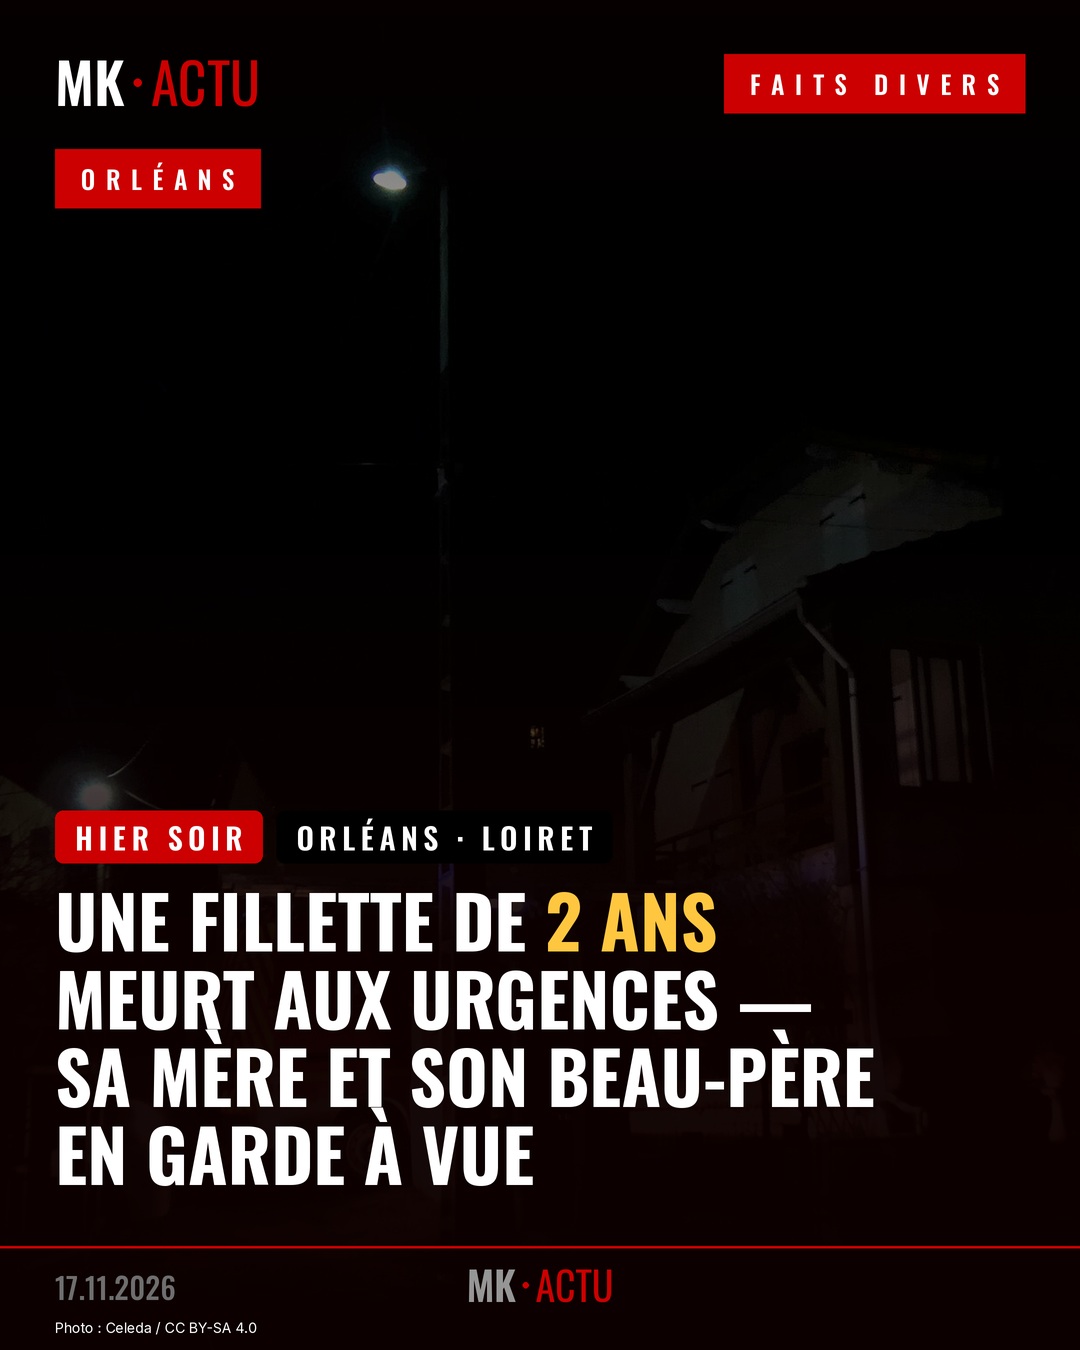 MK·ACTU
FAITS DIVERS
ORLÉANS
HIER SOIR
ORLÉANS · LOIRET
UNE FILLETTE DE 2 ANS
MEURT AUX URGENCES —
SA MÈRE ET SON BEAU-PÈRE
EN GARDE À VUE
17.11.2026
MK·ACTU
Photo : Celeda / CC BY-SA 4.0